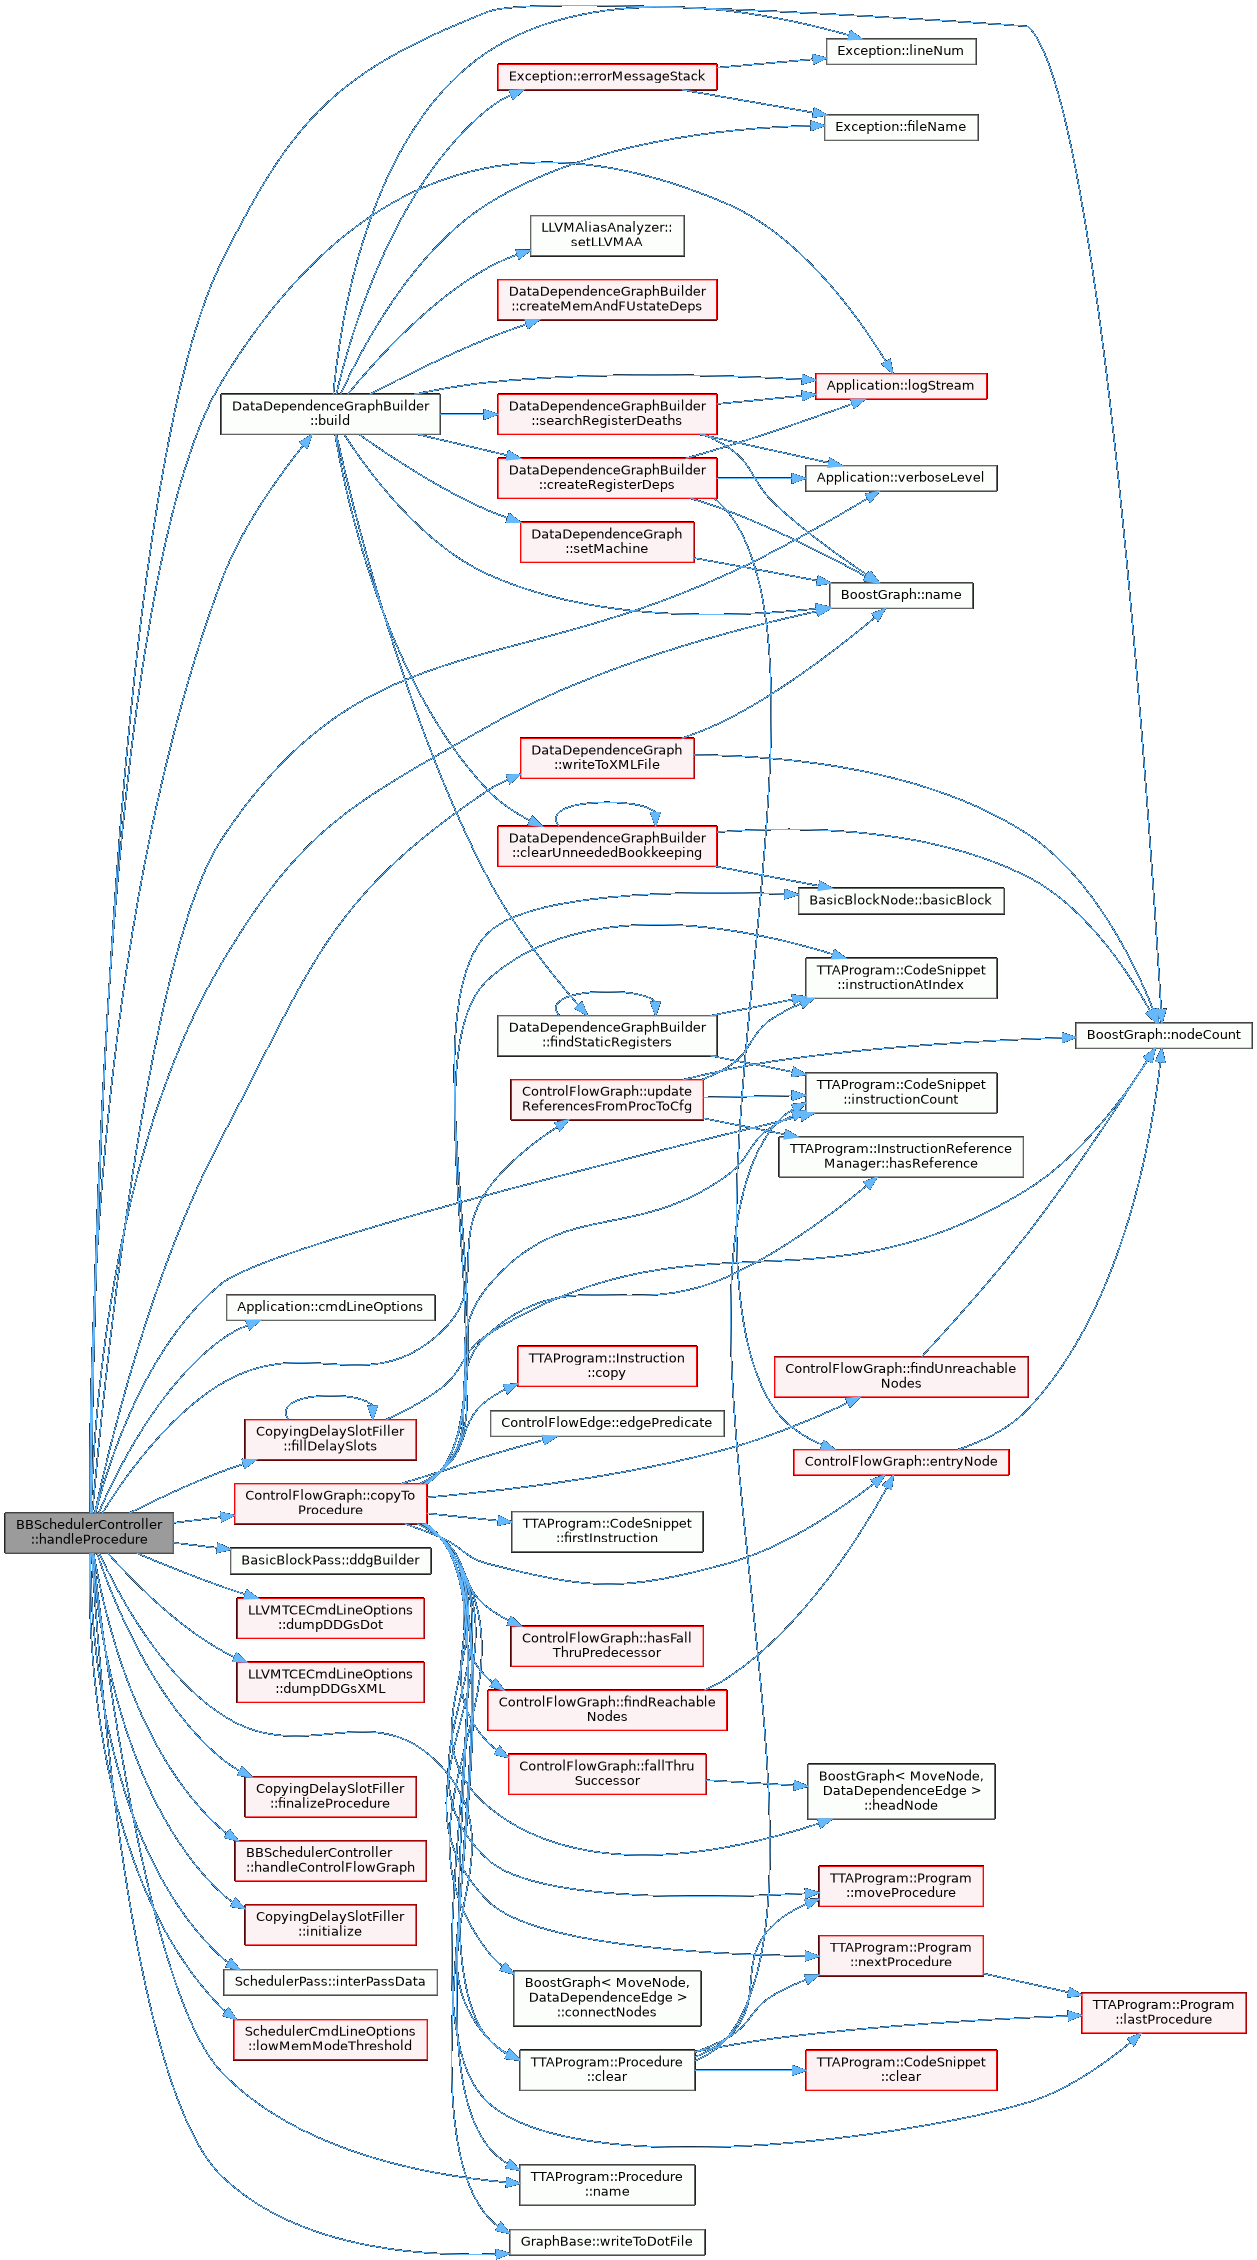 Exception::lineNum
Exception::errorMessageStack
Exception::fileName
LLVMAliasAnalyzer::
setLLVMAA
DataDependenceGraphBuilder
::createMemAndFUstateDeps
Application::logStream
DataDependenceGraphBuilder
::build
DataDependenceGraphBuilder
::searchRegisterDeaths
DataDependenceGraphBuilder
::createRegisterDeps
Application::verboseLevel
DataDependenceGraph
::setMachine
BoostGraph::name
DataDependenceGraph
::writeToXMLFile
DataDependenceGraphBuilder
::clearUnneededBookkeeping
BasicBlockNode::basicBlock
TTAProgram::CodeSnippet
::instructionAtIndex
DataDependenceGraphBuilder
::findStaticRegisters
BoostGraph::nodeCount
ControlFlowGraph::update
ReferencesFromProcToCfg
TTAProgram::CodeSnippet
::instructionCount
TTAProgram::InstructionReference
Manager::hasReference
Application::cmdLineOptions
TTAProgram::Instruction
::copy
ControlFlowGraph::findUnreachable
Nodes
CopyingDelaySlotFiller
::fillDelaySlots
ControlFlowEdge::edgePredicate
ControlFlowGraph::entryNode
ControlFlowGraph::copyTo
Procedure
BBSchedulerController
::handleProcedure
TTAProgram::CodeSnippet
::firstInstruction
BasicBlockPass::ddgBuilder
LLVMTCECmdLineOptions
::dumpDDGsDot
ControlFlowGraph::hasFall
ThruPredecessor
LLVMTCECmdLineOptions
::dumpDDGsXML
ControlFlowGraph::findReachable
Nodes
ControlFlowGraph::fallThru
Successor
CopyingDelaySlotFiller
::finalizeProcedure
BoostGraph< MoveNode,
DataDependenceEdge >
::headNode
BBSchedulerController
::handleControlFlowGraph
TTAProgram::Program
::moveProcedure
CopyingDelaySlotFiller
::initialize
TTAProgram::Program
::nextProcedure
SchedulerPass::interPassData
BoostGraph< MoveNode,
DataDependenceEdge >
::connectNodes
TTAProgram::Program
::lastProcedure
SchedulerCmdLineOptions
::lowMemModeThreshold
TTAProgram::Procedure
::clear
TTAProgram::CodeSnippet
::clear
TTAProgram::Procedure
::name
GraphBase::writeToDotFile